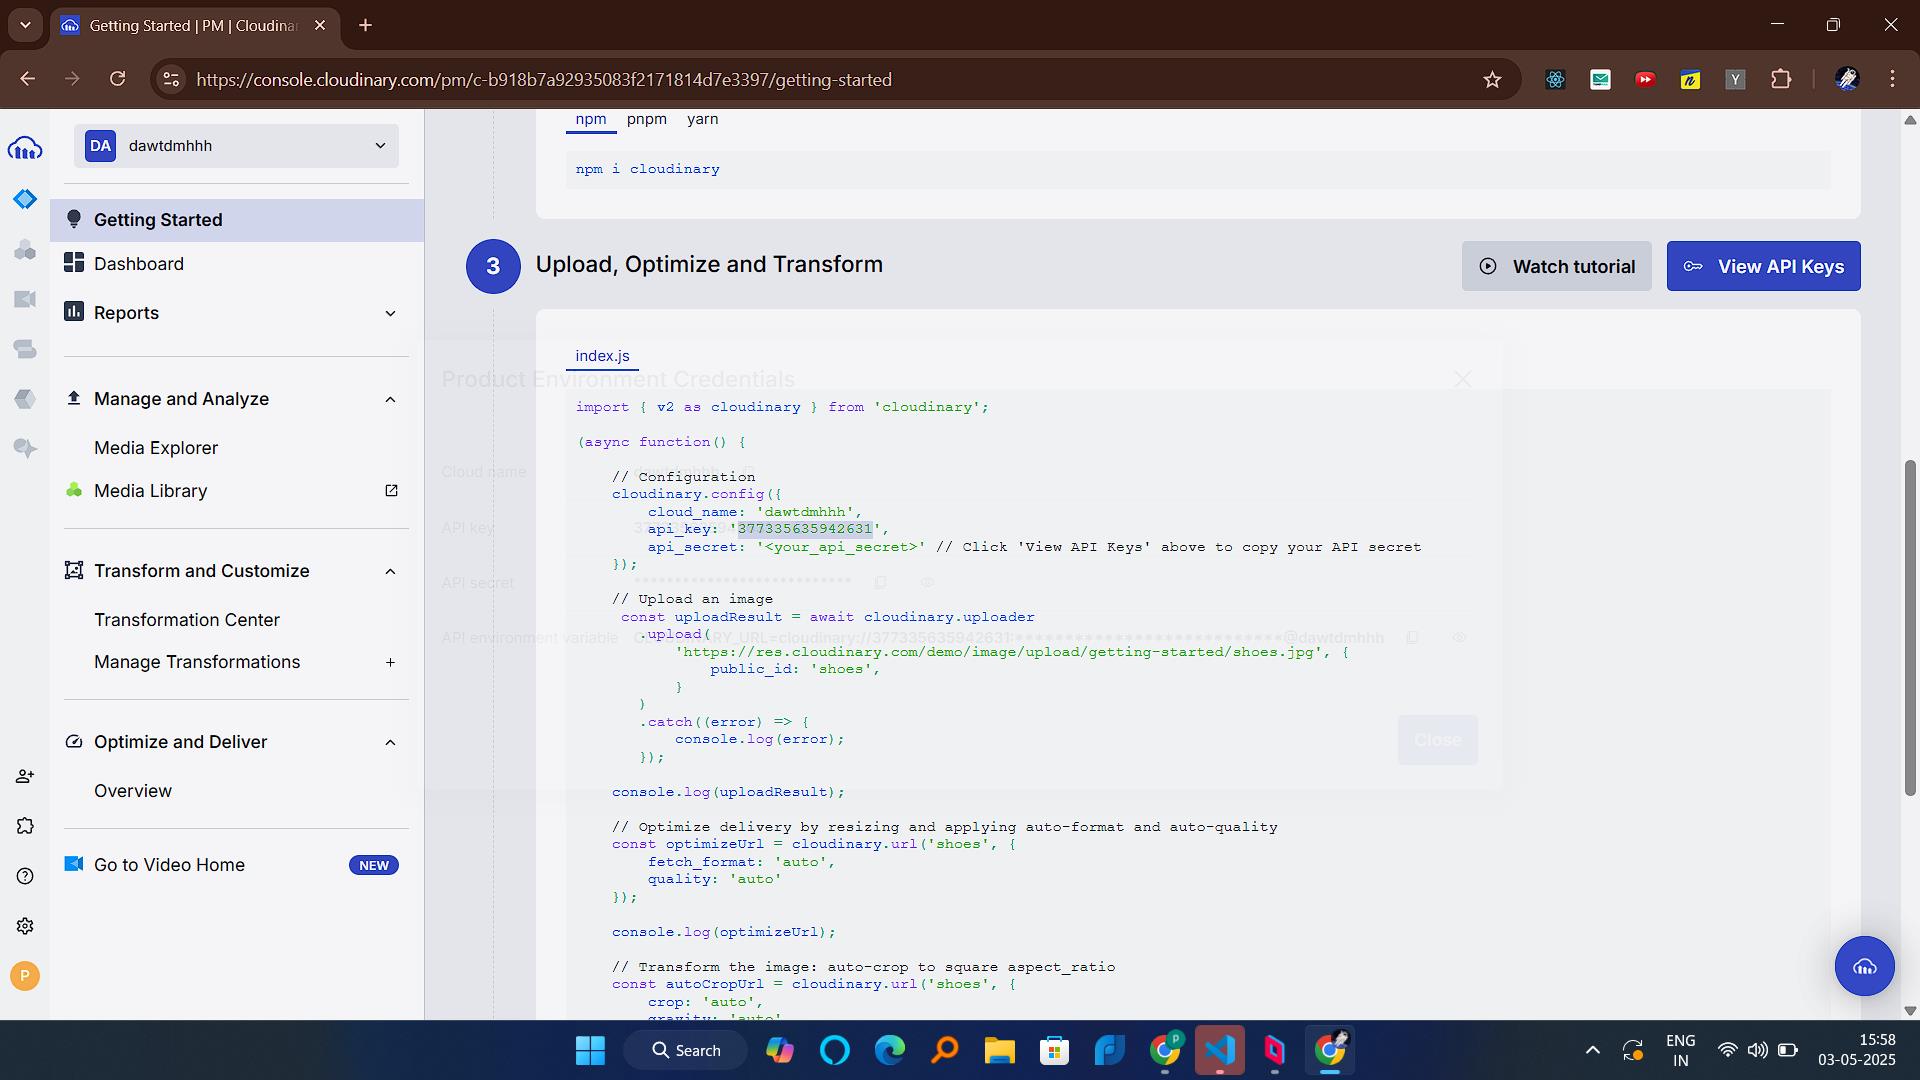 Getting Started | PM | Cloudina
https://console.cloudinary.com/pm/c-b918b7a92935083f2171814d7e3397/getting-started
DA dawtdmhhh
Getting Started
Dashboard
Reports
Manage and Analyze
Media Explorer
Media Library
Transform and Customize
Transformation Center
Manage Transformations +
Optimize and Deliver
Overview
Go to Video Home NEW
P
npm pnpm yarn
npm i cloudinary
3 Upload, Optimize and Transform
Watch tutorial
View API Keys
index.js
Product Environment Credentials
import { v2 as cloudinary } from 'cloudinary';
(async function() {
Cloud name
dawtdmhhh
// Configuration
cloudinary.config({
cloud_name: 'dawtdmhhh',
API key
api_key: '377335635942631',
api_secret: '<your_api_secret>' // Click 'View API Keys' above to copy your API secret
});
API secret
***************************
// Upload an image
const uploadResult = await cloudinary.uploader
API environment variable CLOUDINARY_URL=cloudinary://377335635942631:***************************@dawtdmhhh
.upload(
'https://res.cloudinary.com/demo/image/upload/getting-started/shoes.jpg', {
public_id: 'shoes',
}
)
.catch((error) => {
console.log(error);
});
Close
console.log(uploadResult);
// Optimize delivery by resizing and applying auto-format and auto-quality
const optimizeUrl = cloudinary.url('shoes', {
fetch_format: 'auto',
quality: 'auto'
});
console.log(optimizeUrl);
// Transform the image: auto-crop to square aspect_ratio
const autoCropUrl = cloudinary.url('shoes', {
crop: 'auto',
gravity: 'auto'
Search
ENG
IN
15:58
03-05-2025